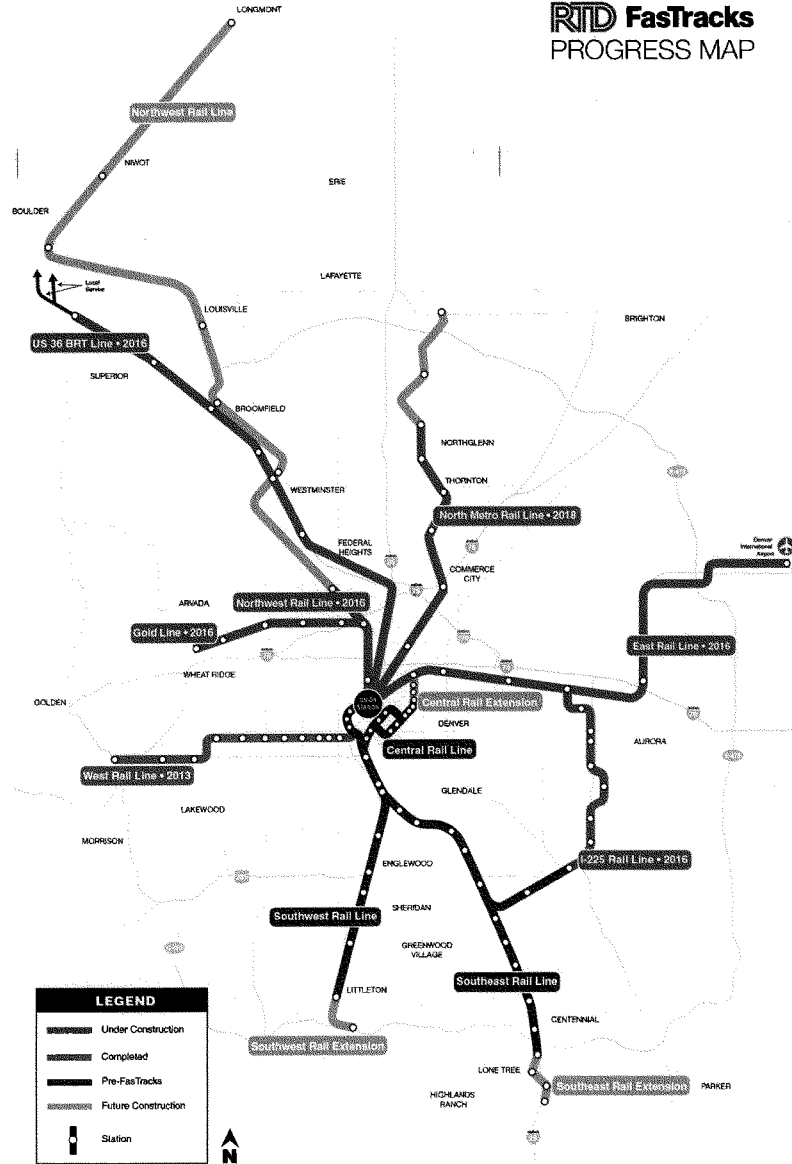 RTD FasTracks
PROGRESS MAP
LONGMONT
Northwest Rail Line
NIWOT
ERIE
BOULDER
LAFAYETTE
Local
Service
LOUISVILLE
BRIGHTON
US 36 BRT Line • 2016
SUPERIOR
BROOMFIELD
NORTHGLENN
THORNTON
WESTMINSTER
North Metro Rail Line • 2018
FEDERAL
HEIGHTS
Denver
International
Airport
COMMERCE
CITY
ARVADA
Northwest Rail Line • 2016
Gold Line • 2016
East Rail Line • 2016
WHEAT RIDGE
GOLDEN
UNION
STATION
Central Rail Extension
DENVER
AURORA
Central Rail Line
West Rail Line • 2013
GLENDALE
LAKEWOOD
MORRISON
ENGLEWOOD
I-225 Rail Line • 2016
SHERIDAN
Southwest Rail Line
GREENWOOD
VILLAGE
Southeast Rail Line
LITTLETON
CENTENNIAL
Southwest Rail Extension
LONE TREE
Southeast Rail Extension
PARKER
HIGHLANDS
RANCH
LEGEND
Under Construction
Completed
Pre-FasTracks
Future Construction
Station
N